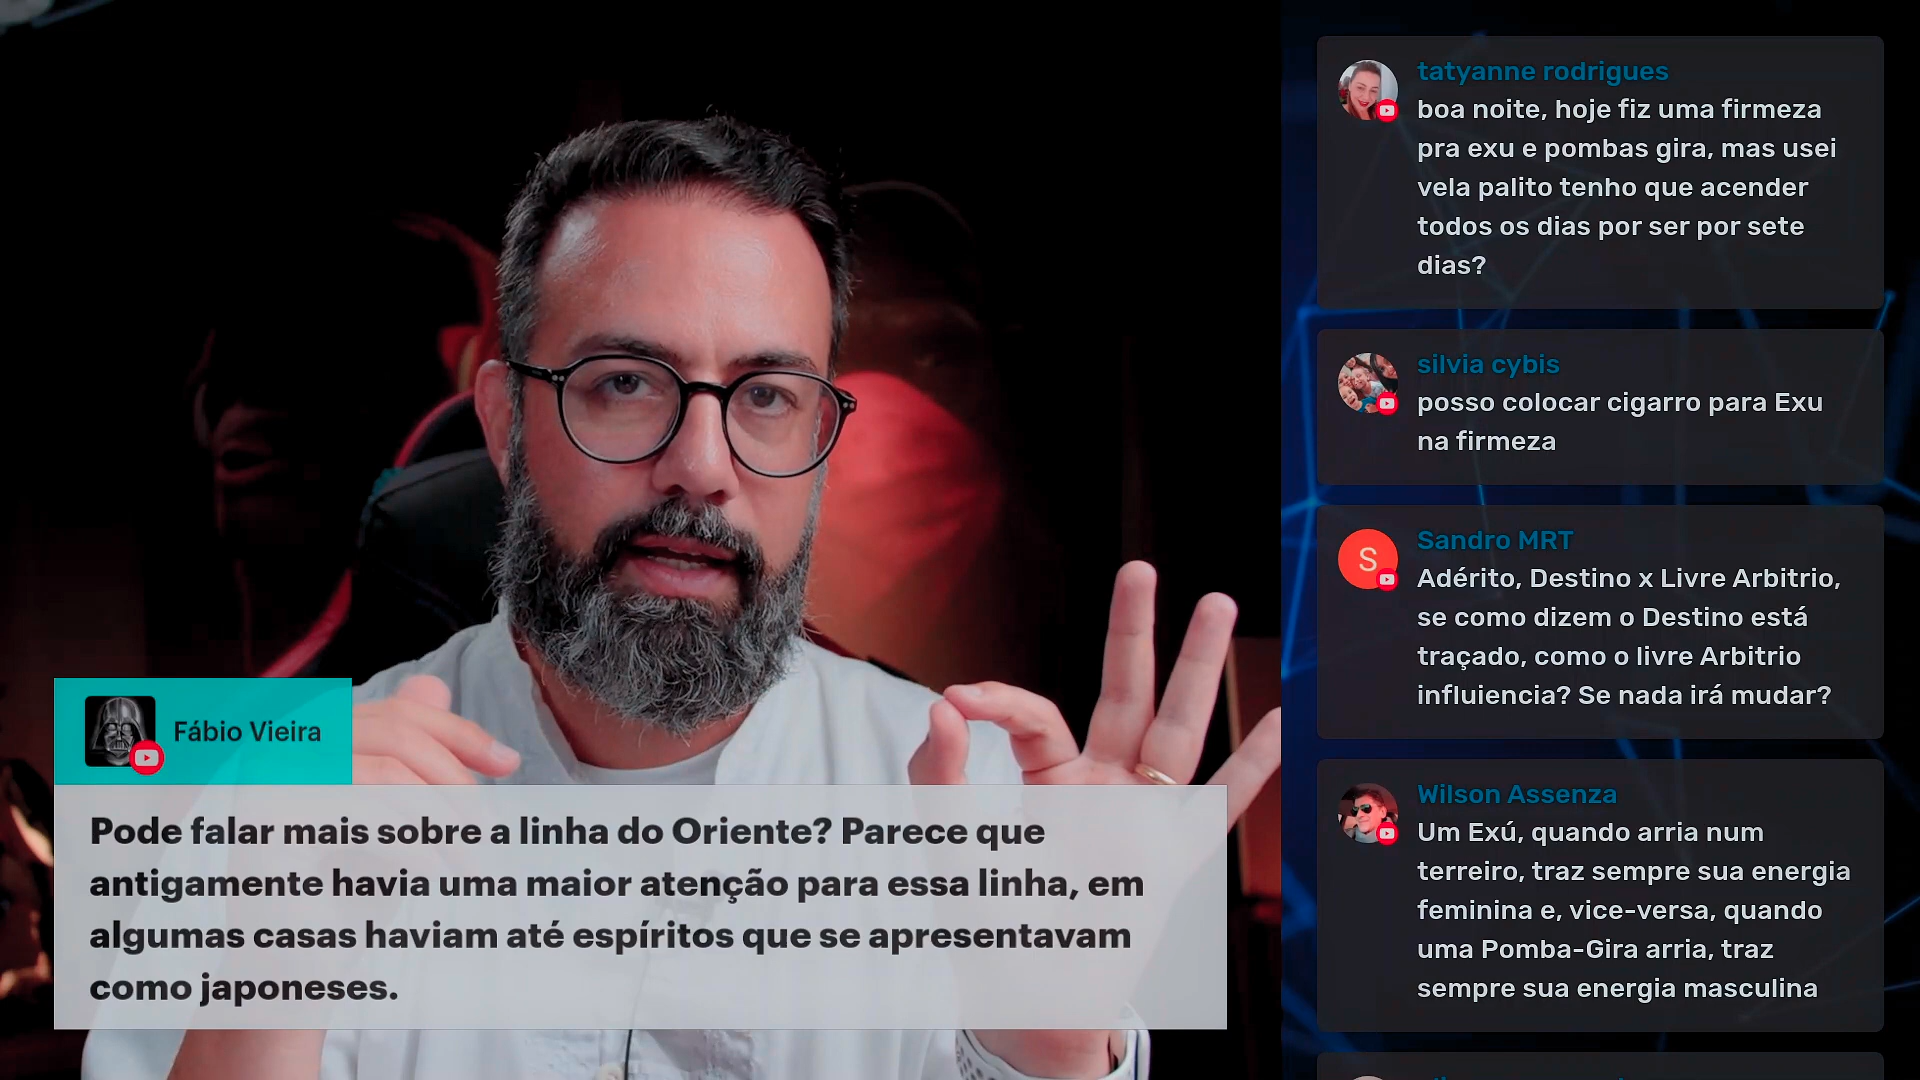 Fábio Vieira
Pode falar mais sobre a linha do Oriente? Parece que
antigamente havia uma maior atenção para essa linha, em
algumas casas haviam até espíritos que se apresentavam
como japoneses.
tatyanne rodrigues
boa noite, hoje fiz uma firmeza
pra exu e pombas gira, mas usei
vela palito tenho que acender
todos os dias por ser por sete
dias?
silvia cybis
posso colocar cigarro para Exu
na firmeza
S
Sandro MRT
Adérito, Destino x Livre Arbitrio,
se como dizem o Destino está
traçado, como o livre Arbitrio
influiencia? Se nada irá mudar?
Wilson Assenza
Um Exú, quando arria num
terreiro, traz sempre sua energia
feminina e, vice-versa, quando
uma Pomba-Gira arria, traz
sempre sua energia masculina